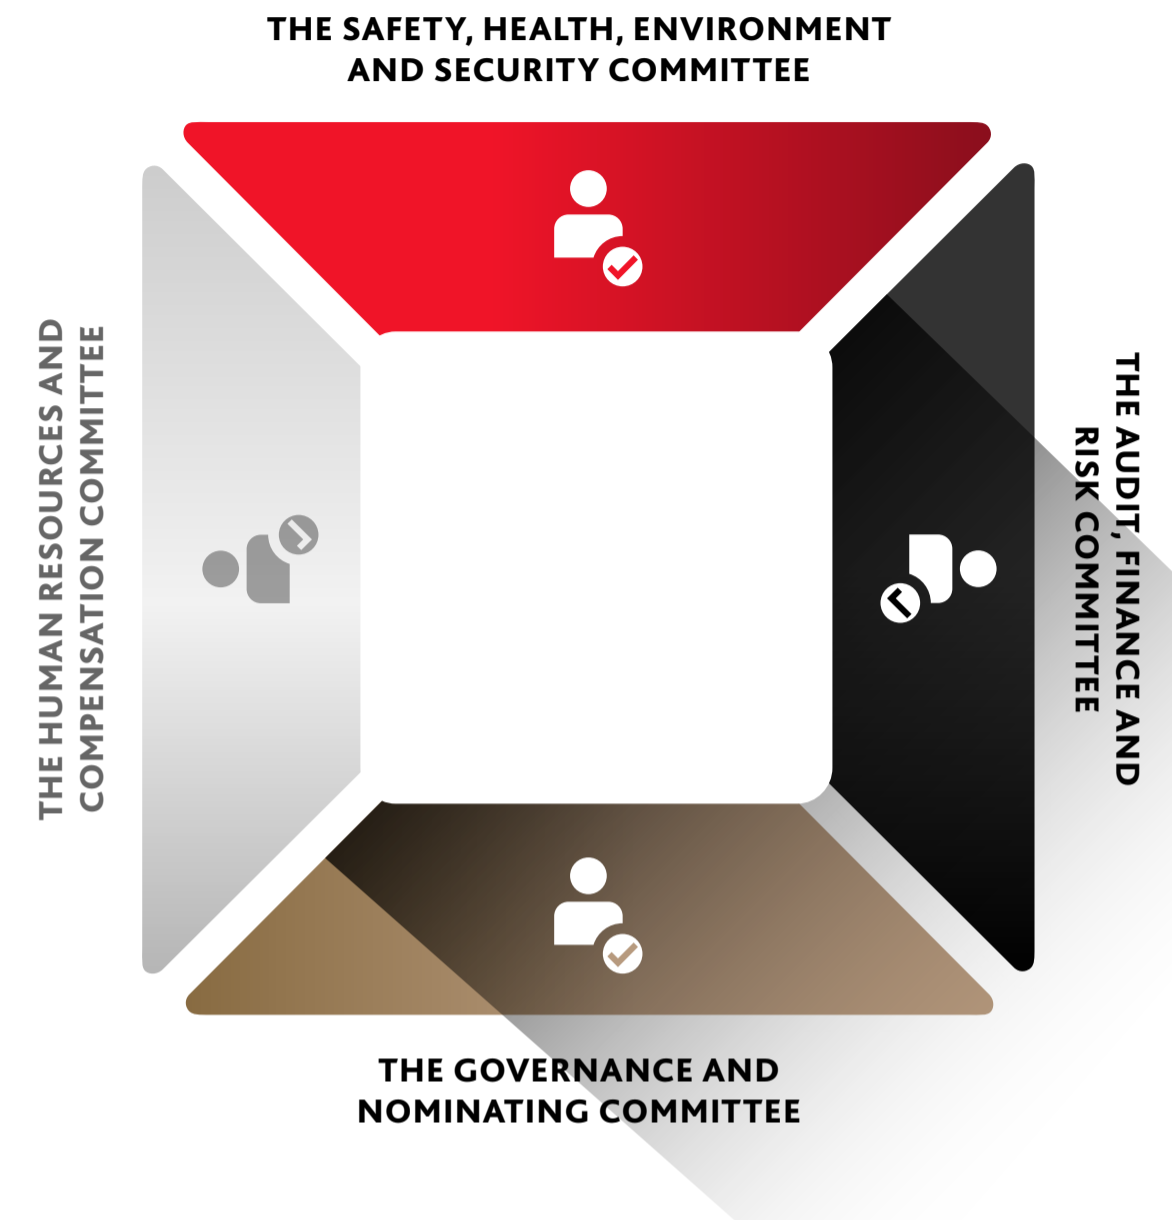 THE SAFETY, HEALTH, ENVIRONMENT
AND SECURITY COMMITTEE
THE HUMAN RESOURCES AND
COMPENSATION COMMITTEE
THE AUDIT, FINANCE AND
RISK COMMITTEE
THE GOVERNANCE AND
NOMINATING COMMITTEE